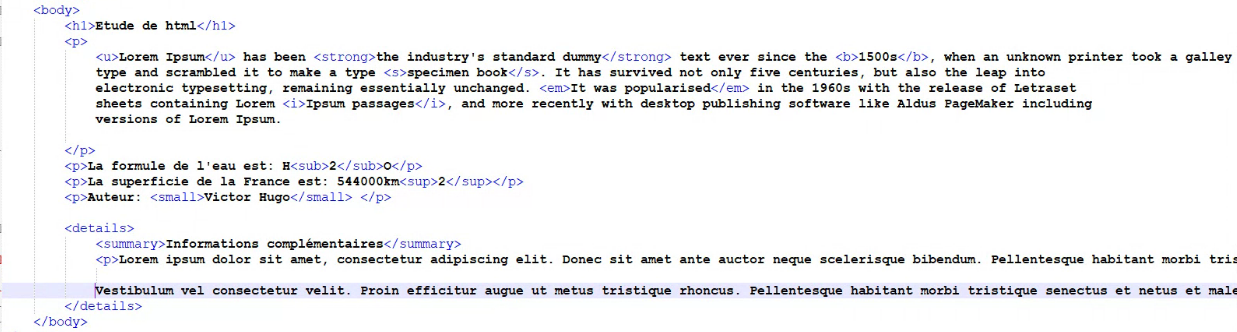 <body>
<h1>Etude de html</h1>
<p>
<u>Lorem Ipsum</u> has been <strong>the industry's standard dummy</strong> text ever since the <b>1500s</b>, when an unknown printer took a galley
type and scrambled it to make a type <s>specimen book</s>. It has survived not only five centuries, but also the leap into
electronic typesetting, remaining essentially unchanged. <em>It was popularised</em> in the 1960s with the release of Letraset
sheets containing Lorem <i>Ipsum passages</i>, and more recently with desktop publishing software like Aldus PageMaker including
versions of Lorem Ipsum.
</p>
<p>La formule de l'eau est: H<sub>2</sub>O</p>
<p>La superficie de la France est: 544000km<sup>2</sup></p>
<p>Auteur: <small>Victor Hugo</small> </p>
<details>
<summary>Informations complémentaires</summary>
<p>Lorem ipsum dolor sit amet, consectetur adipiscing elit. Donec sit amet ante auctor neque scelerisque bibendum. Pellentesque habitant morbi tris
Vestibulum vel consectetur velit. Proin efficitur augue ut metus tristique rhoncus. Pellentesque habitant morbi tristique senectus et netus et male
</details>
</body>